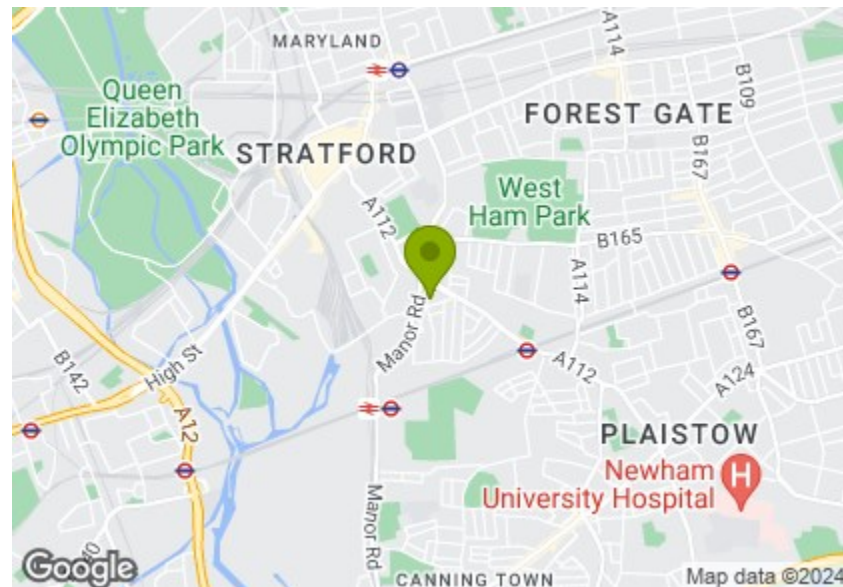 MARYLAND
A114
B109
Queen
Elizabeth
Olympic Park
STRATFORD
FOREST GATE
B167
A112
West
Ham Park
B165
A114
Manor Rd
B142
High St
A12
A112
B167
A124
PLAISTOW
Newham
University Hospital
H
Manor Rd
CANNING TOWN
Google
Map data ©2024